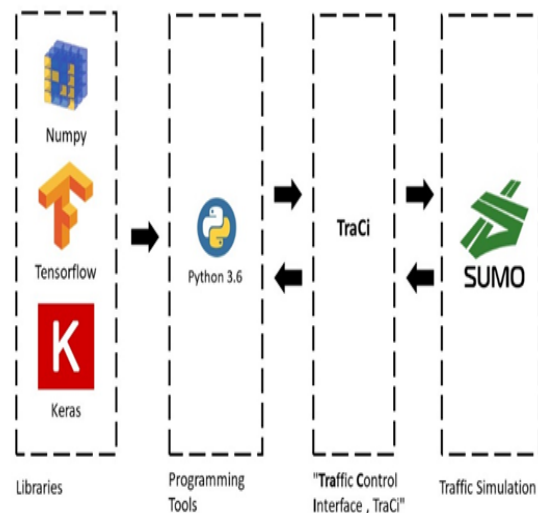 Numpy
Tensorflow
K
Keras
Python 3.6
TraCi
SUMO
Libraries
Programming
Tools
"Traffic Control
Interface , TraCi"
Traffic Simulation